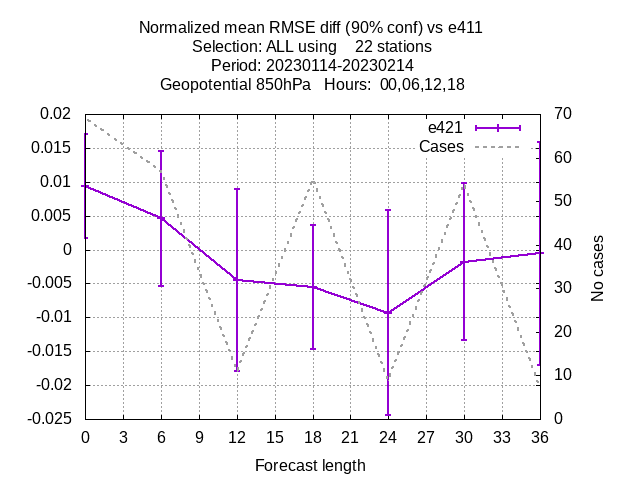 Normalized mean RMSE diff (90% conf) vs e411
Selection: ALL using    22 stations
Period: 20230114-20230214
Geopotential 850hPa   Hours:  00,06,12,18
e421
Cases
0.02
0.015
0.01
0.005
0
-0.005
-0.01
-0.015
-0.02
-0.025
70
60
50
40
30
20
10
0
No cases
0 3 6 9 12 15 18 21 24 27 30 33 36
Forecast length